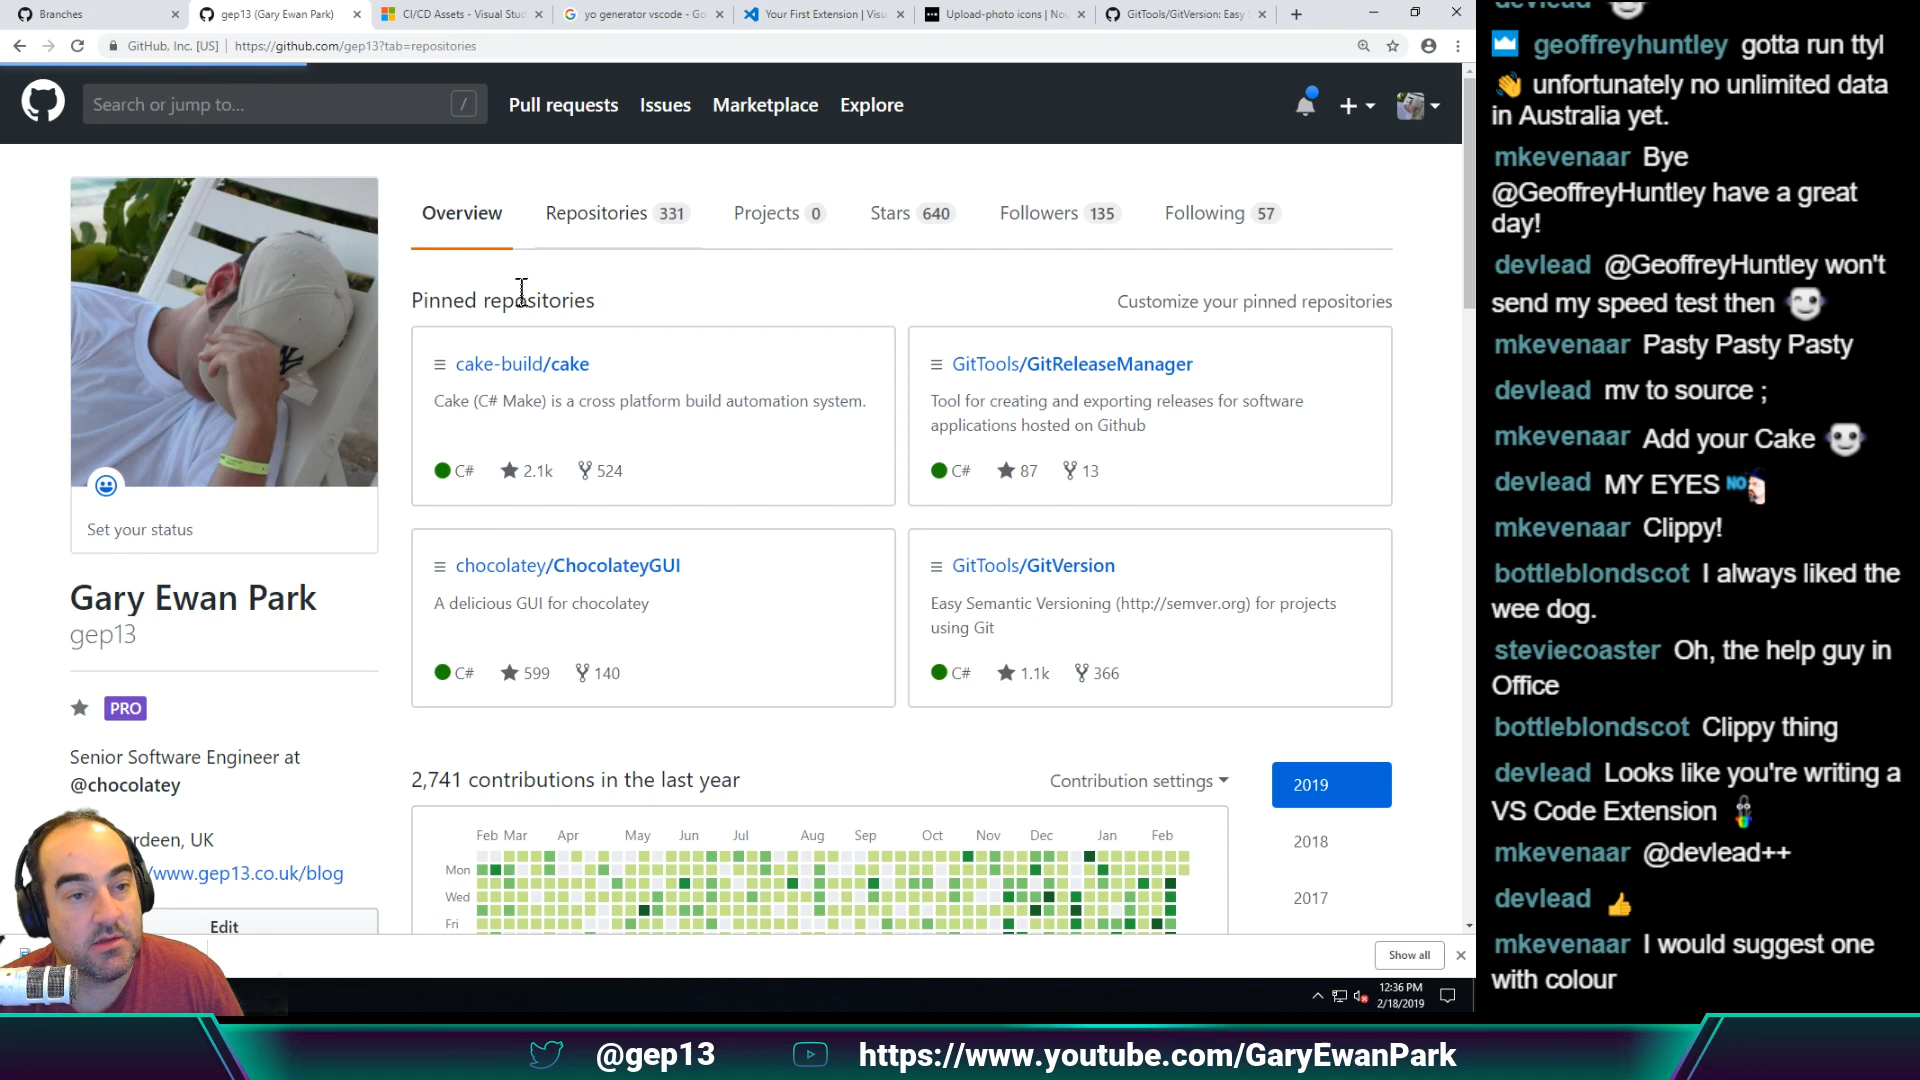 Branches
gep13 (Gary Ewan Park)
CI/CD Assets - Visual Stud
yo generator vscode - Go
Your First Extension | Visu
Upload-photo icons | Nou
GitTools/GitVersion: Easy
GitHub, Inc. [US] | https://github.com/gep13?tab=repositories
Search or jump to... /
Pull requests Issues Marketplace Explore
Overview Repositories 331 Projects 0 Stars 640 Followers 135 Following 57
Pinned repositories
Customize your pinned repositories
cake-build/cake
Cake (C# Make) is a cross platform build automation system.
C# 2.1k 524
GitTools/GitReleaseManager
Tool for creating and exporting releases for software
applications hosted on Github
C# 87 13
chocolatey/ChocolateyGUI
A delicious GUI for chocolatey
C# 599 140
GitTools/GitVersion
Easy Semantic Versioning (http://semver.org) for projects
using Git
C# 1.1k 366
Set your status
Gary Ewan Park
gep13
PRO
Senior Software Engineer at
@chocolatey
rdeen, UK
/www.gep13.co.uk/blog
Edit
2,741 contributions in the last year
Contribution settings
2019
2018
2017
Feb Mar Apr May Jun Jul Aug Sep Oct Nov Dec Jan Feb
Mon
Wed
Fri
Show all
12:36 PM
2/18/2019
devlead
geoffreyhuntley gotta run ttyl
unfortunately no unlimited data
in Australia yet.
mkevenaar Bye
@GeoffreyHuntley have a great
day!
devlead @GeoffreyHuntley won't
send my speed test then
mkevenaar Pasty Pasty Pasty
devlead mv to source ;
mkevenaar Add your Cake
devlead MY EYES NO
mkevenaar Clippy!
bottleblondscot I always liked the
wee dog.
steviecoaster Oh, the help guy in
Office
bottleblondscot Clippy thing
devlead Looks like you're writing a
VS Code Extension
mkevenaar @devlead++
devlead
mkevenaar I would suggest one
with colour
@gep13
https://www.youtube.com/GaryEwanPark